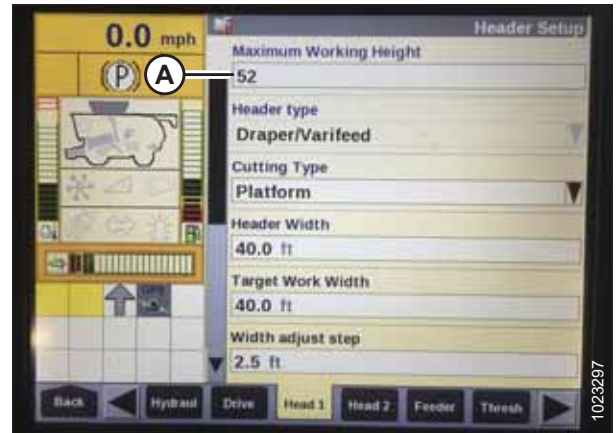 0.0 mph
(P)
A
Header Setup
Maximum Working Height
52
Header type
Draper/Varifeed
Cutting Type
Platform
Header Width
40.0 ft
Target Work Width
40.0 ft
Width adjust step
2.5 ft
Back
Hydraul
Drive
Head 1
Head 2
Feeder
Thresh
1023297